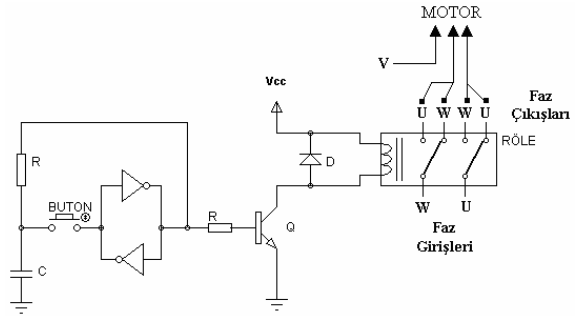 MOTOR
V
Vcc
U W W U
Faz
Çıkışları
RÖLE
D
R
BUTON
R
Q
C
W U
Faz
Girişleri